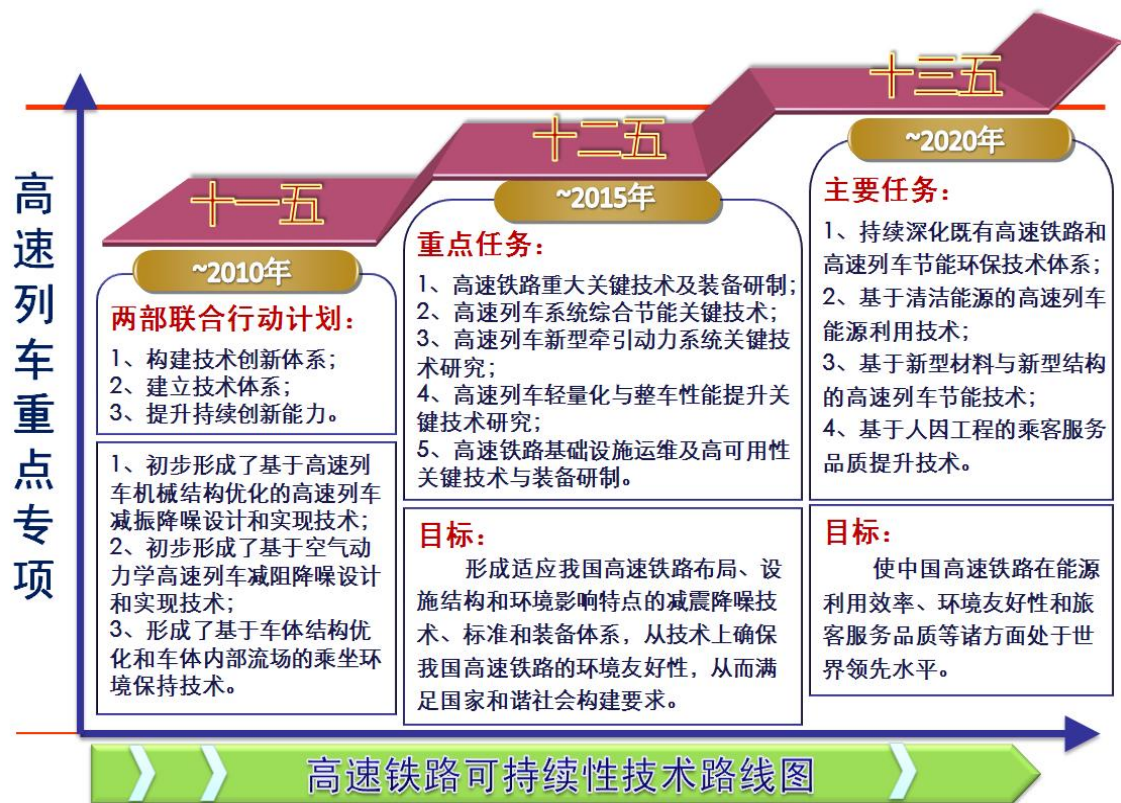 高速列车重点专项
十一五
~2010年
两部联合行动计划：
1、构建技术创新体系；
2、建立技术体系；
3、提升持续创新能力。
1、初步形成了基于高速列
车机械结构优化的高速列车
减振降噪设计和实现技术；
2、初步形成了基于空气动
力学高速列车减阻降噪设计
和实现技术；
3、形成了基于车体结构优
化和车体内部流场的乘坐环
境保持技术。
十二五
~2015年
重点任务：
1、高速铁路重大关键技术及装备研制；
2、高速列车系统综合节能关键技术；
3、高速列车新型牵引动力系统关键技
术研究；
4、高速列车轻量化与整车性能提升关
键技术研究；
5、高速铁路基础设施运维及高可用性
关键技术与装备研制。
目标：
形成适应我国高速铁路布局、设
施结构和环境影响特点的减震降噪技
术、标准和装备体系，从技术上确保
我国高速铁路的环境友好性，从而满
足国家和谐社会构建要求。
十三五
~2020年
主要任务：
1、持续深化既有高速铁路和
高速列车节能环保技术体系；
2、基于清洁能源的高速列车
能源利用技术；
3、基于新型材料与新型结构
的高速列车节能技术；
4、基于人因工程的乘客服务
品质提升技术。
目标：
使中国高速铁路在能源
利用效率、环境友好性和旅
客服务品质等诸方面处于世
界领先水平。
高速铁路可持续性技术路线图